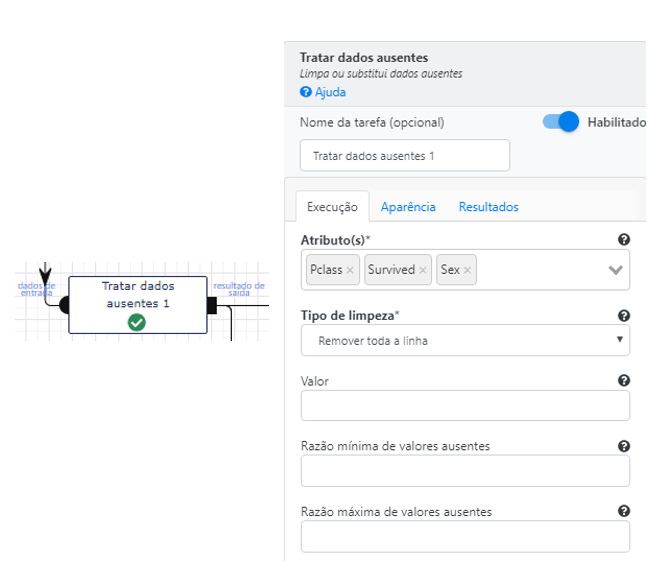 Tratar dados ausentes
Limpa ou substitui dados ausentes
Ajuda
Nome da tarefa (opcional)
Habilitado
Tratar dados ausentes 1
Execução
Aparência
Resultados
Atributo(s)*
Pclass × Survived × Sex ×
Tipo de limpeza*
Remover toda a linha
Valor
Razão mínima de valores ausentes
Razão máxima de valores ausentes
dados de
entrada
Tratar dados
ausentes 1
resultado de
saída